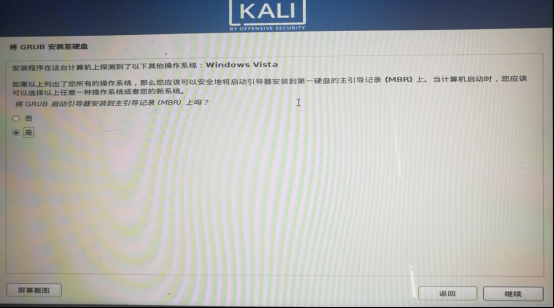 KALI
BY OFFENSIVE SECURITY
将 GRUB 安装至硬盘
安装程序在这台计算机上探测到了以下其他操作系统：Windows Vista
如果以上列出了您所有的操作系统，那么您应该可以安全地将启动引导器安装到第一硬盘的主引导记录 (MBR) 上。当计算机启动时，您应该
可以选择以上任意一种操作系统或者您的新系统。
将 GRUB 启动引导器安装到主引导记录 (MBR) 上吗？
否
是
屏幕截图
返回
继续